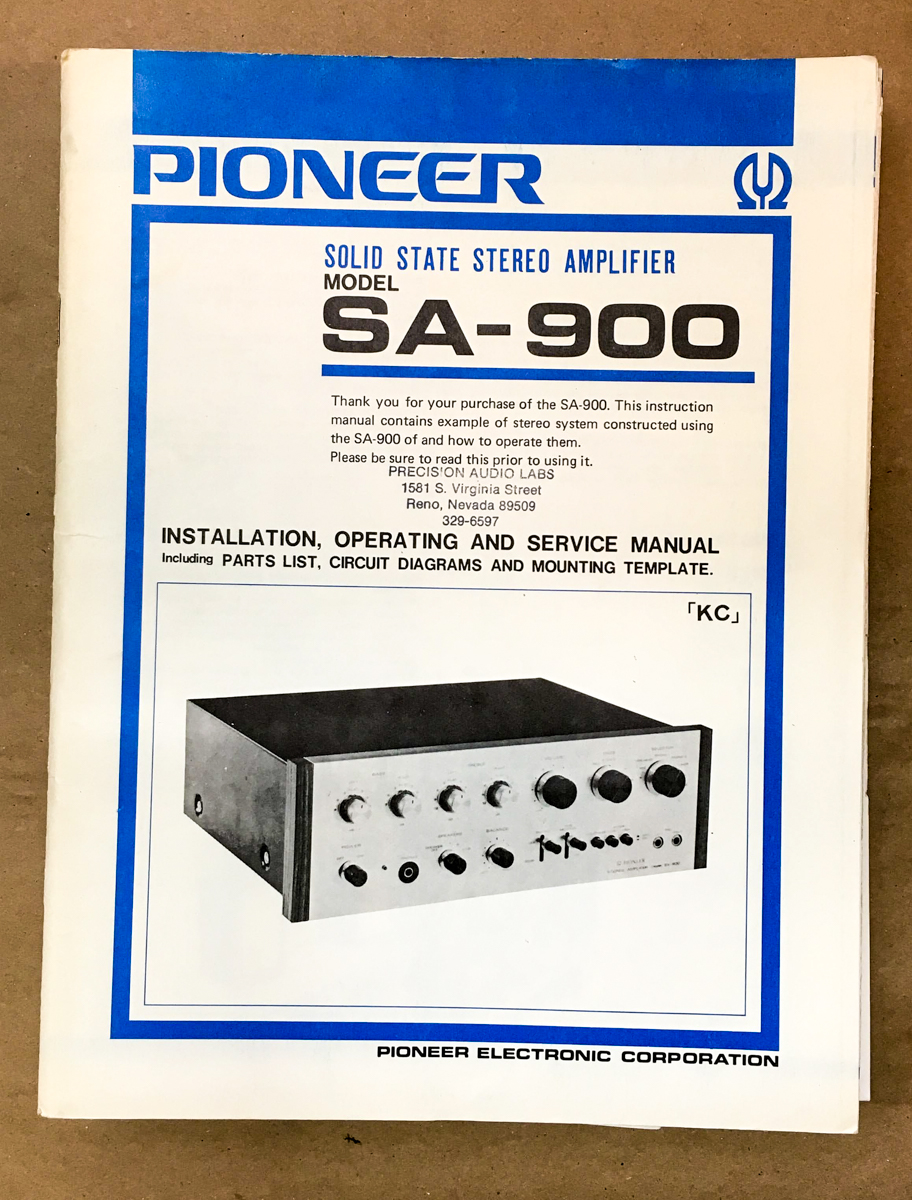 PIONEER
SOLID STATE STEREO AMPLIFIER
MODEL
SA-900
Thank you for your purchase of the SA-900. This instruction
manual contains example of stereo system constructed using
the SA-900 of and how to operate them.
Please be sure to read this prior to using it.
PRECISION AUDIO LABS
1581 S. Virginia Street
Reno, Nevada 89509
329-6597
INSTALLATION, OPERATING AND SERVICE MANUAL
Including PARTS LIST, CIRCUIT DIAGRAMS AND MOUNTING TEMPLATE.
「KC」
PIONEER ELECTRONIC CORPORATION